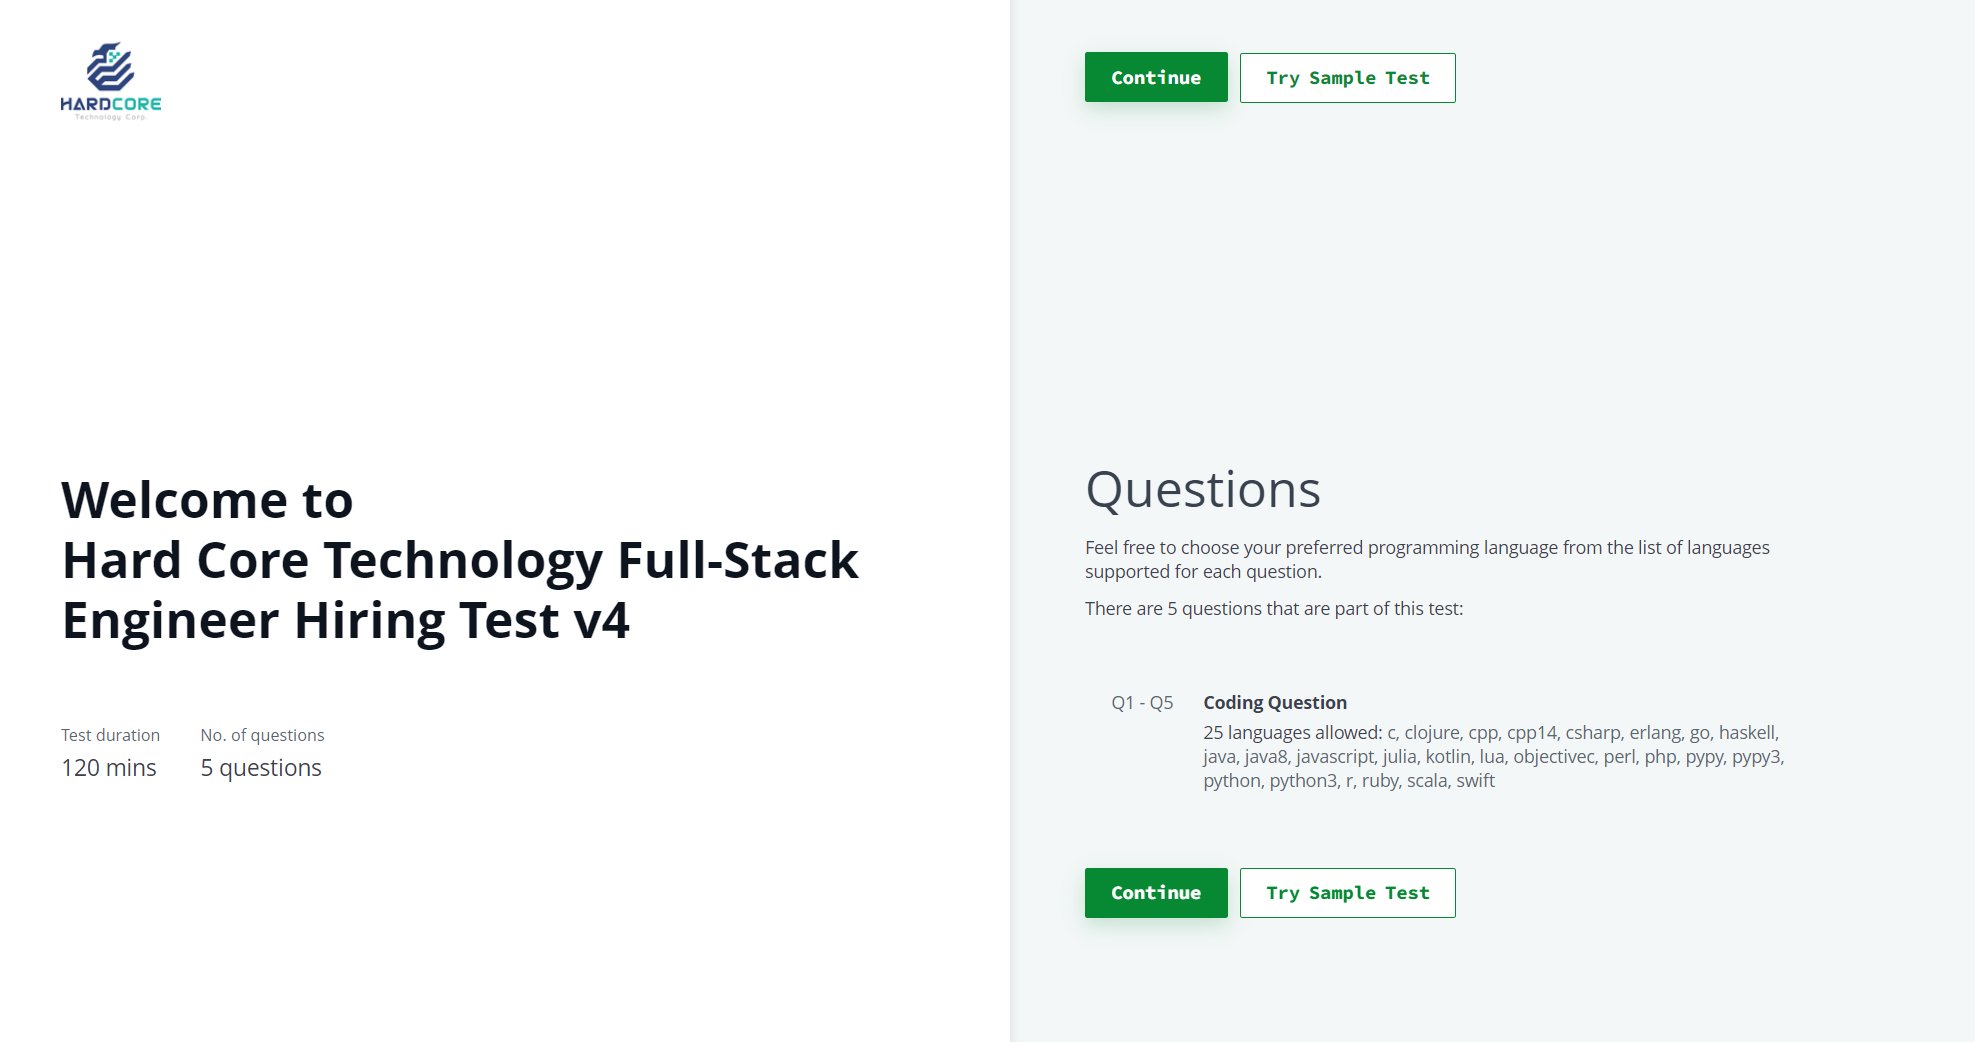 HARDCORE
Technology Corp.
Welcome to
Hard Core Technology Full-Stack
Engineer Hiring Test v4
Test duration
120 mins
No. of questions
5 questions
Continue
Try Sample Test
Questions
Feel free to choose your preferred programming language from the list of languages
supported for each question.
There are 5 questions that are part of this test:
Q1 - Q5
Coding Question
25 languages allowed: c, clojure, cpp, cpp14, csharp, erlang, go, haskell,
java, java8, javascript, julia, kotlin, lua, objectivec, perl, php, pypy, pypy3,
python, python3, r, ruby, scala, swift
Continue
Try Sample Test